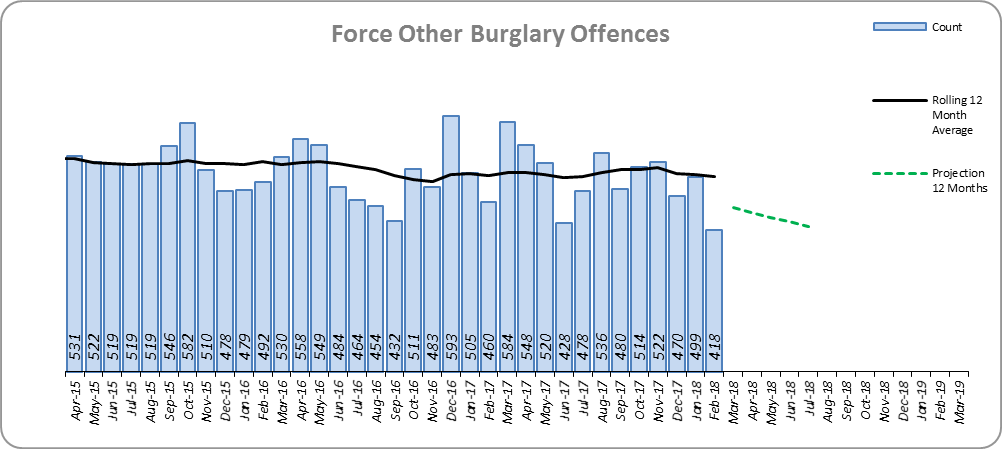 Force Other Burglary Offences
Count
Rolling 12
Month
Average
Projection
12 Months
531
522
519
519
519
546
582
510
478
479
492
530
558
549
484
464
454
432
511
483
593
505
460
584
548
520
428
478
536
480
514
522
470
499
418
Apr-15
May-15
Jun-15
Jul-15
Aug-15
Sep-15
Oct-15
Nov-15
Dec-15
Jan-16
Feb-16
Mar-16
Apr-16
May-16
Jun-16
Jul-16
Aug-16
Sep-16
Oct-16
Nov-16
Dec-16
Jan-17
Feb-17
Mar-17
Apr-17
May-17
Jun-17
Jul-17
Aug-17
Sep-17
Oct-17
Nov-17
Dec-17
Jan-18
Feb-18
Mar-18
Apr-18
May-18
Jun-18
Jul-18
Aug-18
Sep-18
Oct-18
Nov-18
Dec-18
Jan-19
Feb-19
Mar-19